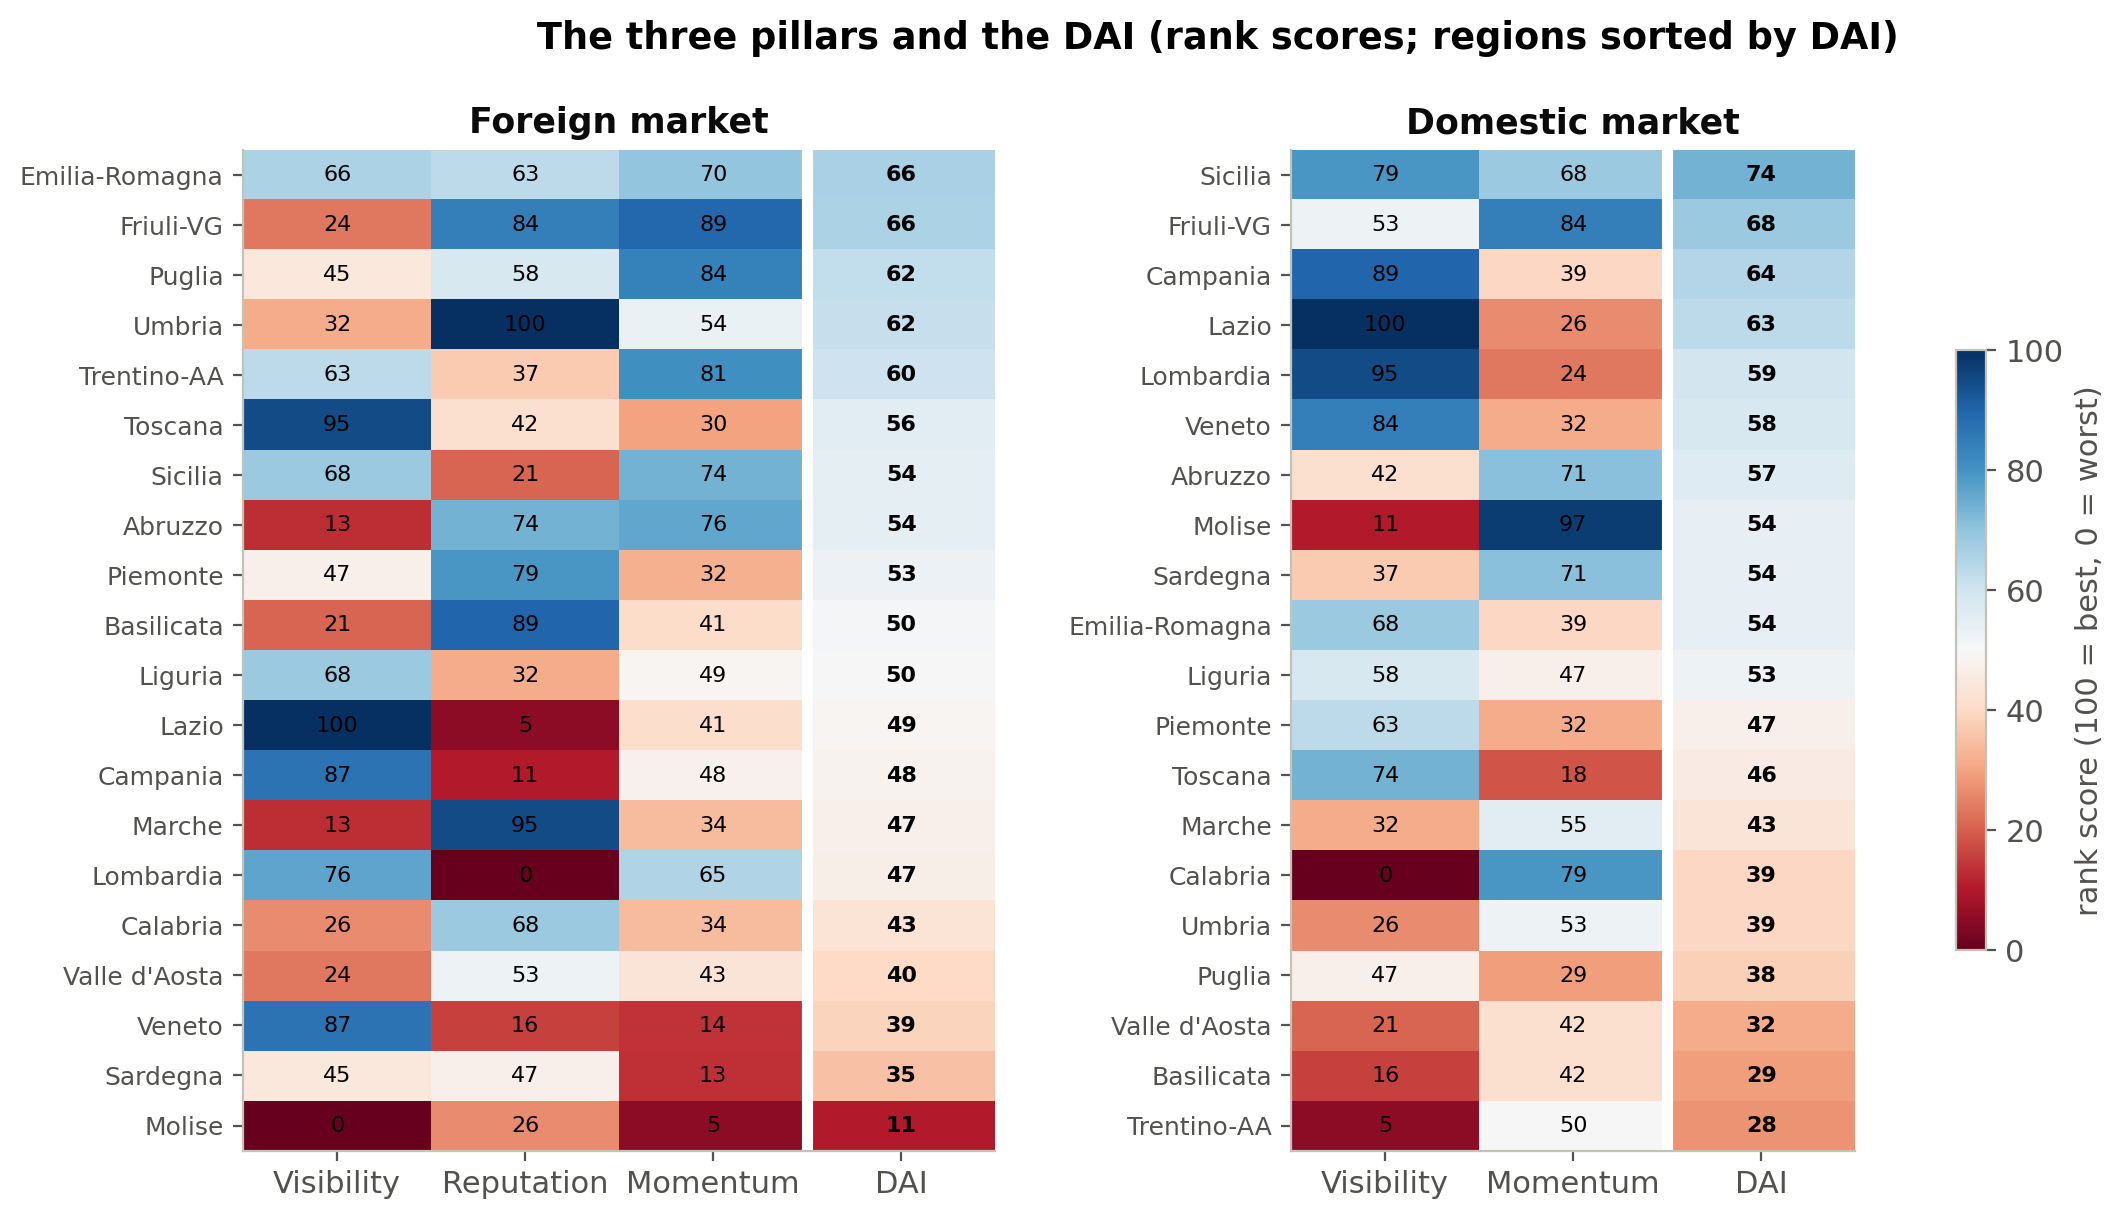 The three pillars and the DAI (rank scores; regions sorted by DAI)
Foreign market
Emilia-Romagna 66 63 70 66
Friuli-VG 24 84 89 66
Puglia 45 58 84 62
Umbria 32 100 54 62
Trentino-AA 63 37 81 60
Toscana 95 42 30 56
Sicilia 68 21 74 54
Abruzzo 13 74 76 54
Piemonte 47 79 32 53
Basilicata 21 89 41 50
Liguria 68 32 49 50
Lazio 100 5 41 49
Campania 87 11 48 48
Marche 13 95 34 47
Lombardia 76 0 65 47
Calabria 26 68 34 43
Valle d'Aosta 24 53 43 40
Veneto 87 16 14 39
Sardegna 45 47 13 35
Molise 0 26 5 11
Visibility Reputation Momentum DAI
Domestic market
Sicilia 79 68 74
Friuli-VG 53 84 68
Campania 89 39 64
Lazio 100 26 63
Lombardia 95 24 59
Veneto 84 32 58
Abruzzo 42 71 57
Molise 11 97 54
Sardegna 37 71 54
Emilia-Romagna 68 39 54
Liguria 58 47 53
Piemonte 63 32 47
Toscana 74 18 46
Marche 32 55 43
Calabria 0 79 39
Umbria 26 53 39
Puglia 47 29 38
Valle d'Aosta 21 42 32
Basilicata 16 42 29
Trentino-AA 5 50 28
Visibility Momentum DAI
100
80
60
40
20
0
rank score (100 = best, 0 = worst)